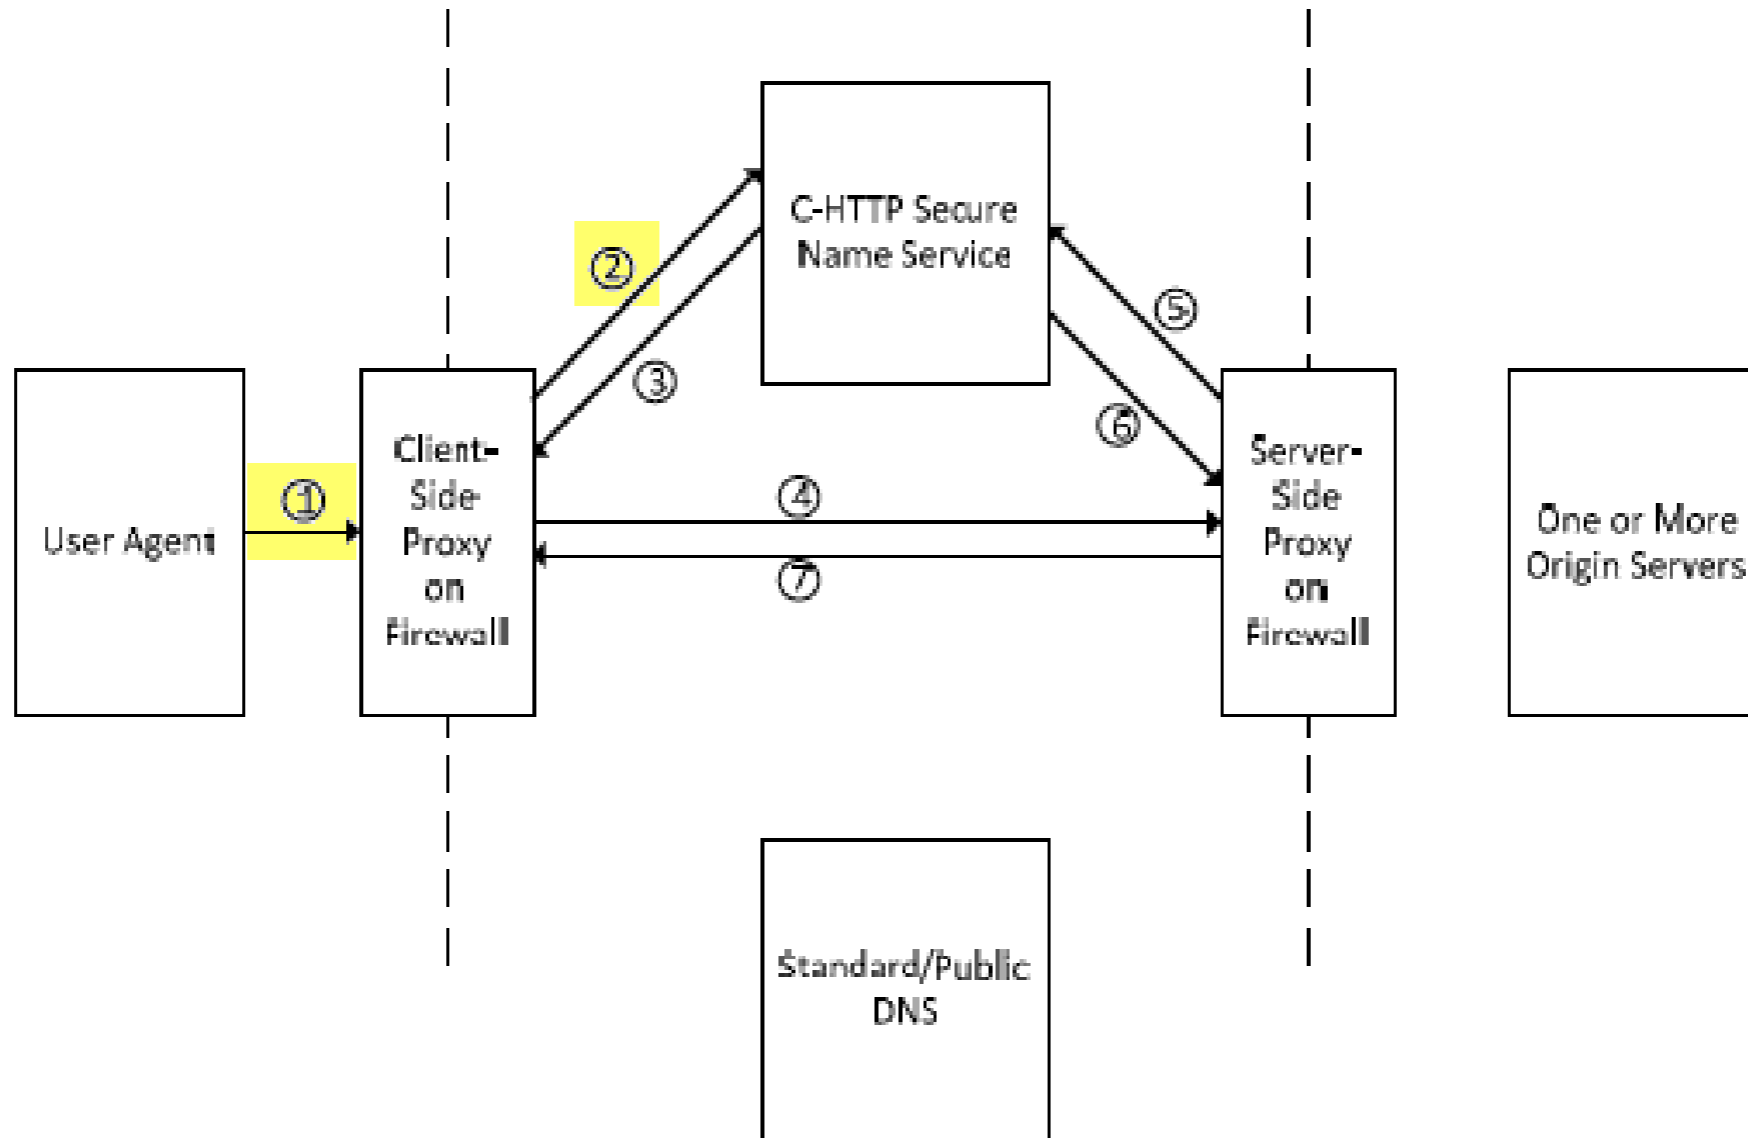 C-HTTP Secure
Name Service
②
③
⑤
⑥
User Agent
①
Client-
Side
Proxy
on
Firewall
④
⑦
Server-
Side
Proxy
on
Firewall
One or More
Origin Servers
Standard/Public
DNS